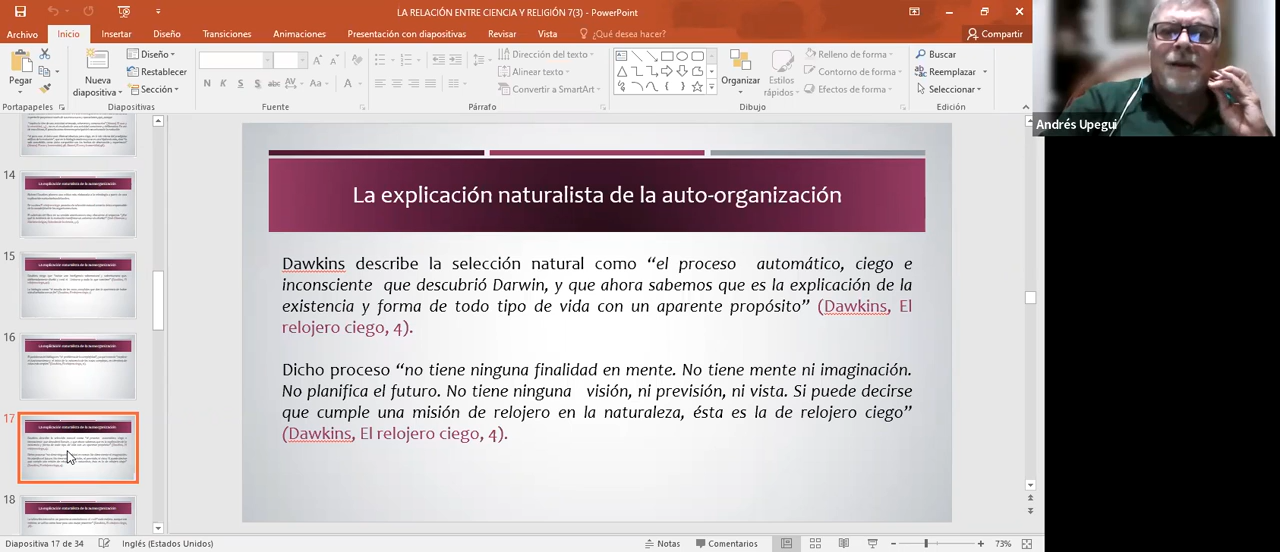 LA RELACIÓN ENTRE CIENCIA Y RELIGIÓN 7(3) - PowerPoint
Archivo Inicio Insertar Diseño Transiciones Animaciones Presentación con diapositivas Revisar Vista ¿Qué desea hacer? Compartir
Pegar
Nueva diapositiva
Diseño
Restablecer
Sección
N K S S abc AV Aa A
Dirección del texto
Alinear texto
Convertir a SmartArt
Organizar
Estilos rápidos
Relleno de forma
Contorno de forma
Efectos de forma
Buscar
Reemplazar
Seleccionar
Portapapeles Diapositivas Fuente Párrafo Dibujo Edición
Andrés Upegui
14
15
16
17
18
La explicación naturalista de la auto-organización
Dawkins describe la selección natural como “el proceso automático ciego
inconsciente que descubrió Darwin, y que ahora sabemos que es la explicación de la
existencia y forma de todo tipo de vida con un aparente propósito” (Dawkins, El
relojero ciego, 4).
Dicho proceso “no tiene ninguna finalidad en mente. No tiene mente ni imaginación.
No planifica el futuro. No tiene ninguna visión, ni previsión, ni vista. Si puede decirse
que cumple una misión de relojero en la naturaleza, ésta es la de relojero ciego”
(Dawkins, El relojero ciego, 4)
Diapositiva 17 de 34 Inglés (Estados Unidos) Notas Comentarios 73%